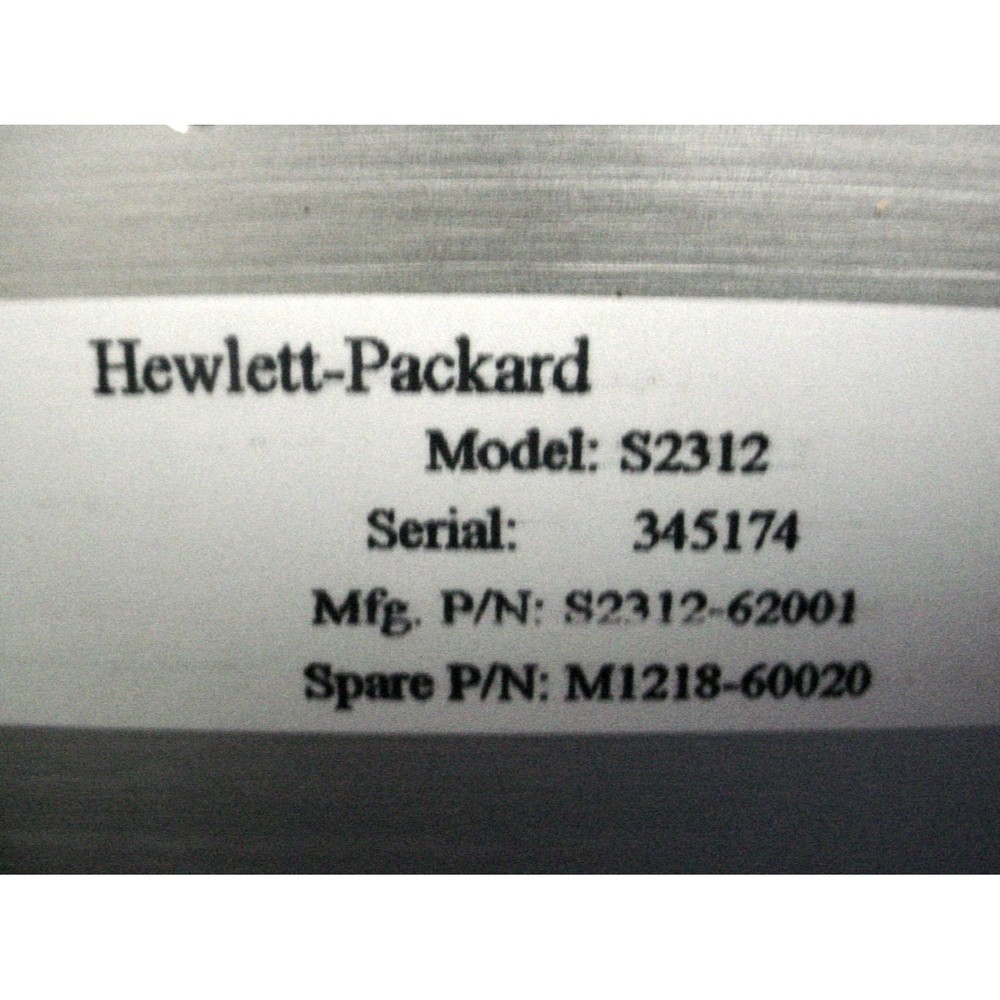 Hewlett-Packard
Model: S2312
Serial: 345174
Mfg. P/N: S2312-62001
Spare P/N: M1218-60020